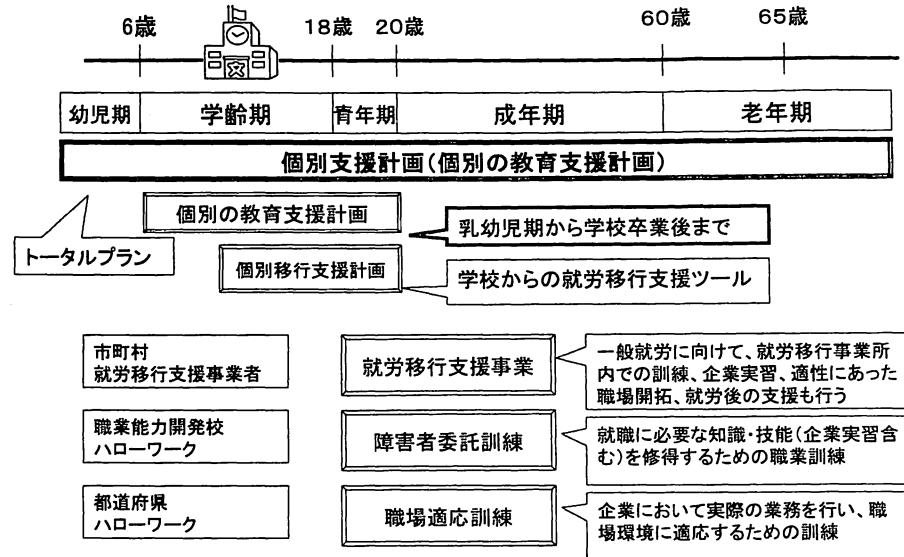 6歳 18歳 20歳 60歳 65歳
幼児期 学齢期 青年期 成年期 老年期
個別支援計画(個別の教育支援計画)
個別の教育支援計画
乳幼児期から学校卒業後まで
トータルプラン
個別移行支援計画
学校からの就労移行支援ツール
市町村
就労移行支援事業者
就労移行支援事業
一般就労に向けて、就労移行事業所
内での訓練、企業実習、適性にあった
職場開拓、就労後の支援も行う
職業能力開発校
ハローワーク
障害者委託訓練
就職に必要な知識・技能(企業実習含
む)を修得するための職業訓練
都道府県
ハローワーク
職場適応訓練
企業において実際の業務を行い、職
場環境に適応するための訓練